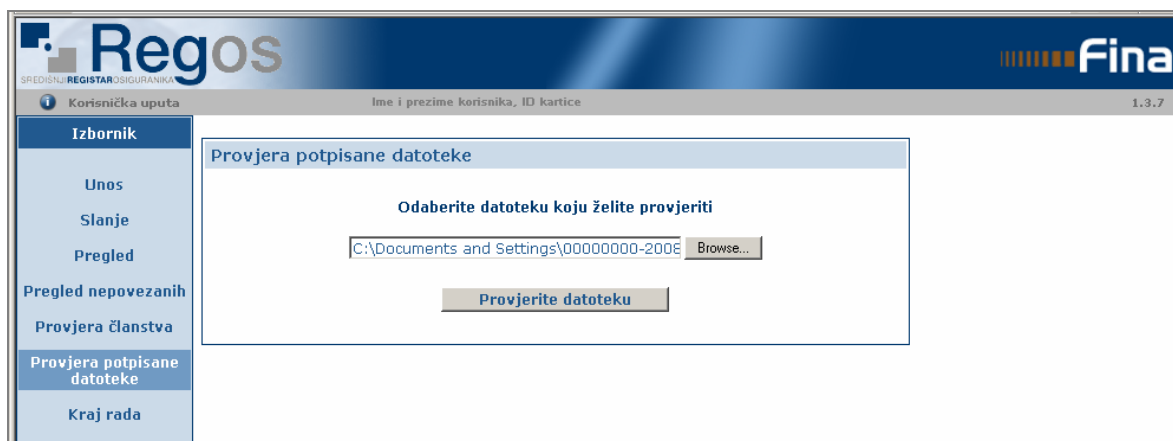 Regos
SREDIŠNJI REGISTAR OSIGURANIKA
Fina
Korisnička uputa
Ime i prezime korisnika, ID kartice
1.3.7
Izbornik
Unos
Slanje
Pregled
Pregled nepovezanih
Provjera članstva
Provjera potpisane
datoteke
Kraj rada
Provjera potpisane datoteke
Odaberite datoteku koju želite provjeriti
C:\Documents and Settings\00000000-2008
Browse...
Provjerite datoteku